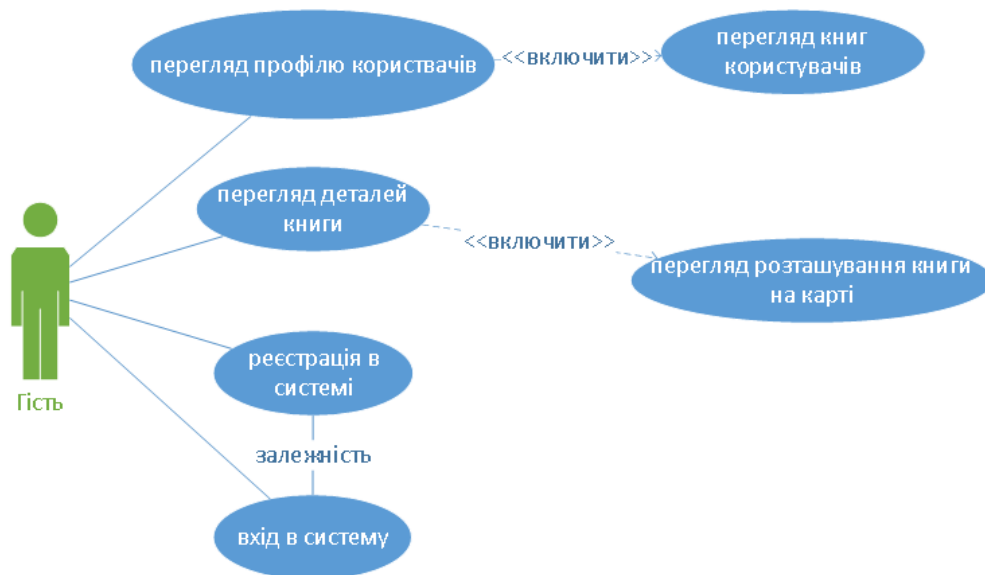 перегляд профілю користвачів
<<включити>>
перегляд книг
користувачів
перегляд деталей
книги
<<включити>>
перегляд розташування книги
на карті
реєстрація в
системі
Гість
залежність
вхід в систему